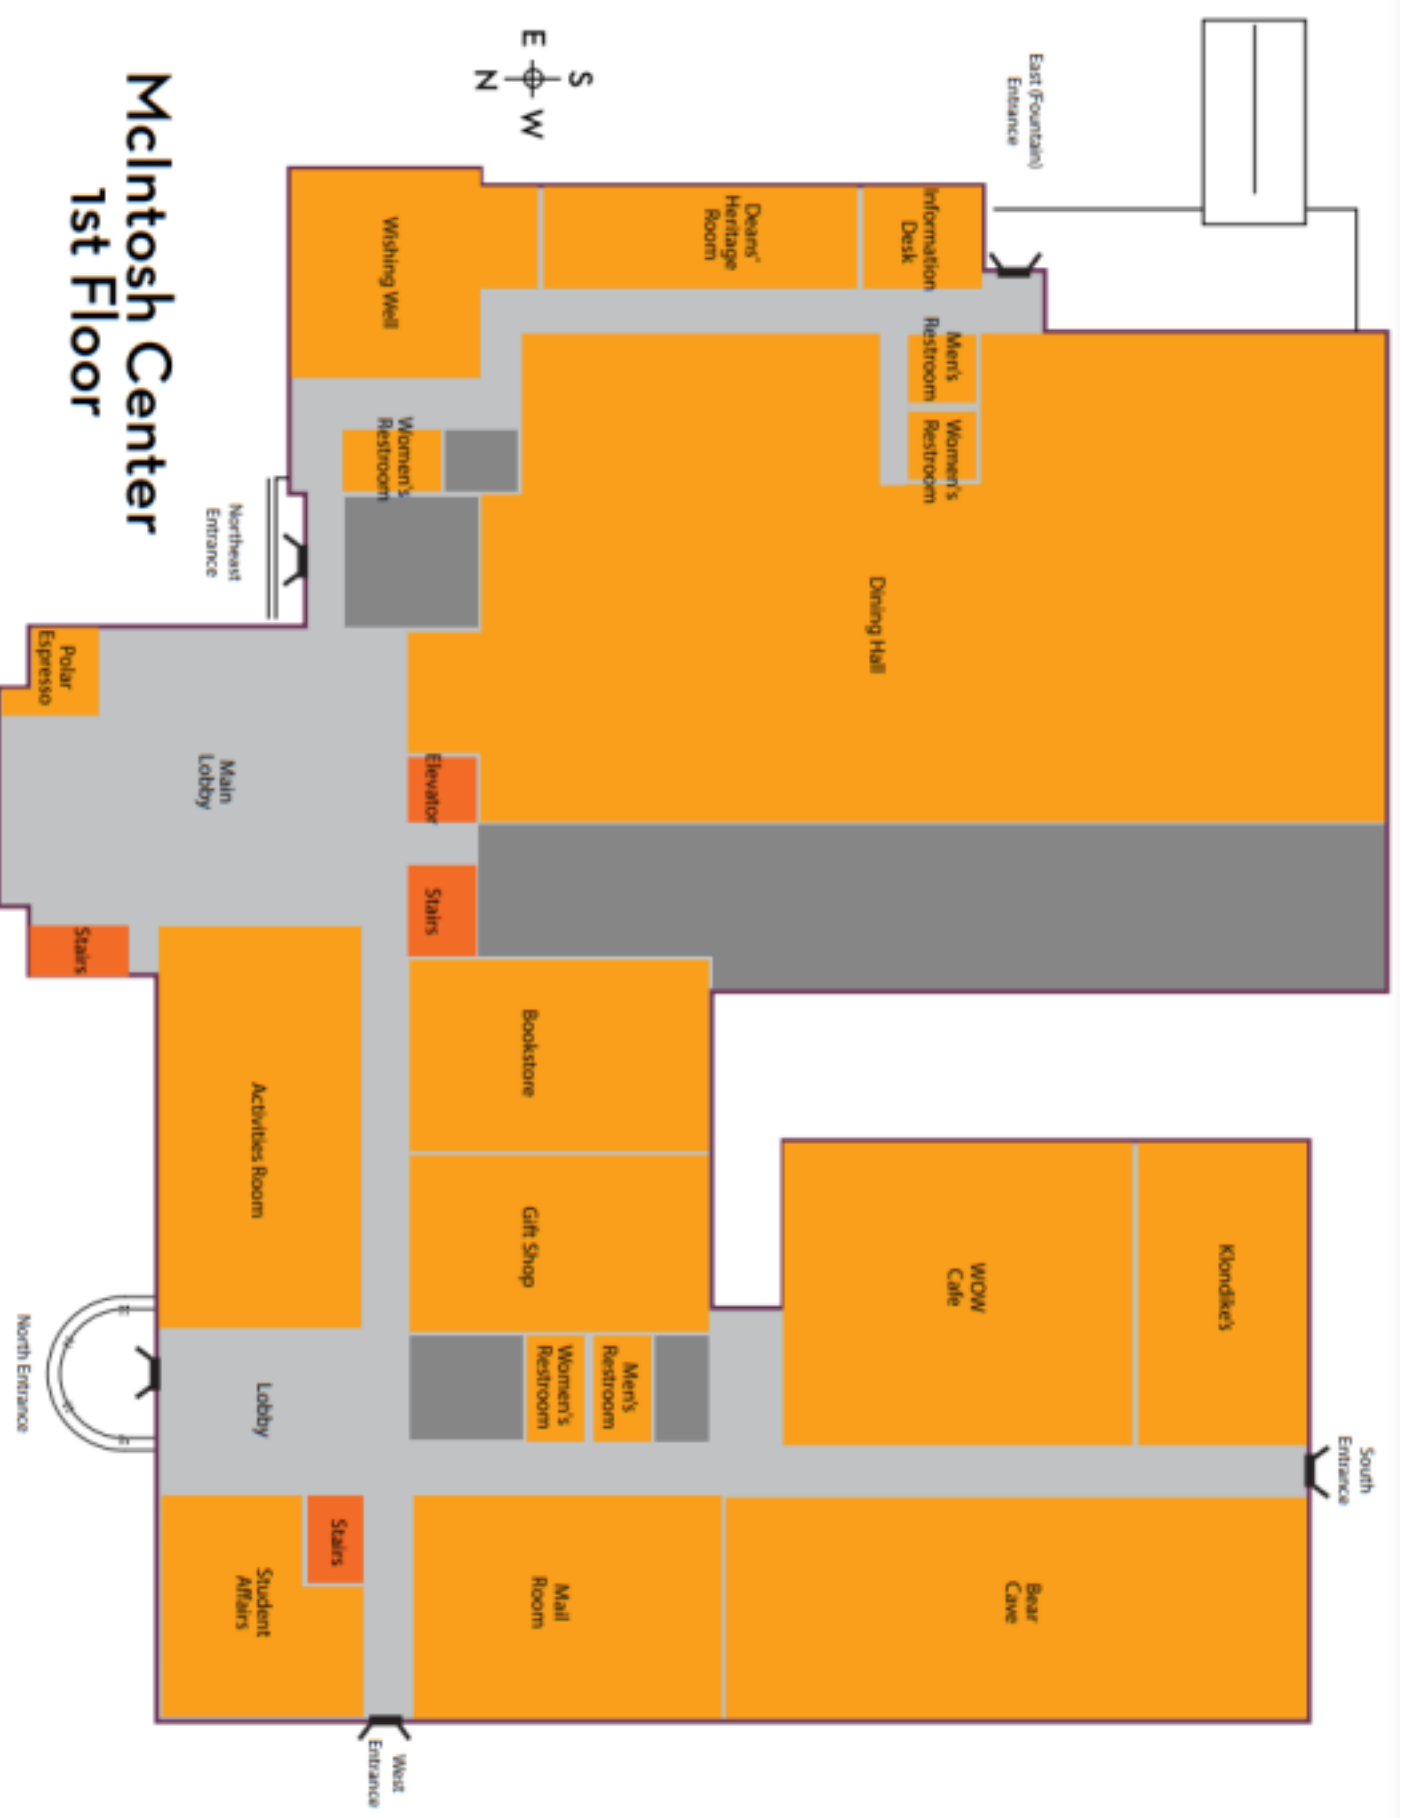 McIntosh Center
1st Floor
E
N
S
W
East (Fountain)
Entrance
Information
Desk
Deans'
Heritage
Room
Wishing Well
Men's
Restroom
Women's
Restroom
Women's
Restroom
Northeast
Entrance
Dining Hall
Polar
Espresso
Main
Lobby
Elevator
Stairs
Stairs
Bookstore
Activities Room
Gift Shop
WOW
Cafe
Klondike's
Men's
Restroom
Women's
Restroom
Lobby
North Entrance
South
Entrance
Stairs
Student
Affairs
Mail
Room
Bear
Cave
West
Entrance